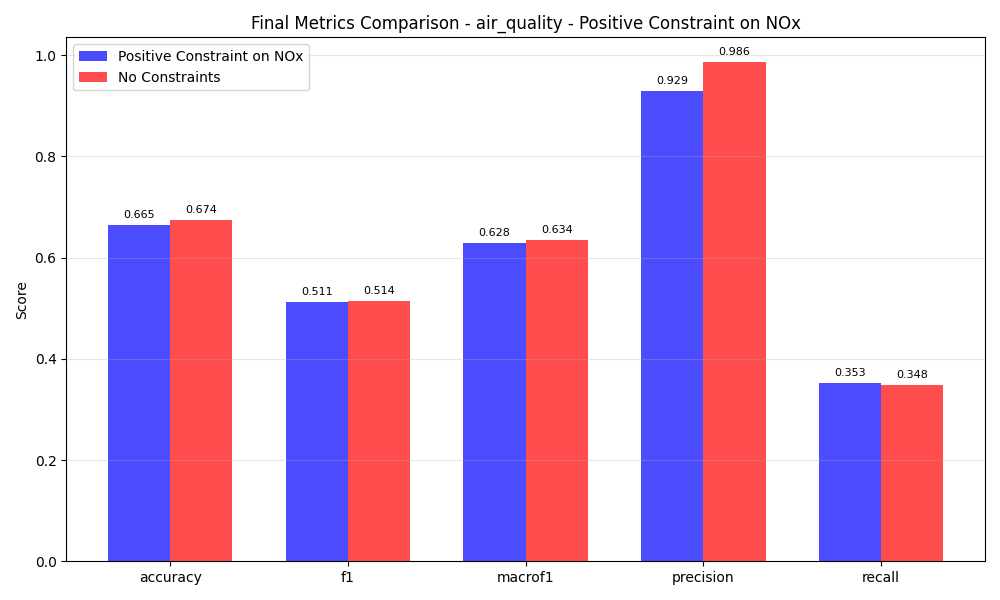 Final Metrics Comparison - air_quality - Positive Constraint on NOx
Positive Constraint on NOx
No Constraints
Score
1.0
0.8
0.6
0.4
0.2
0.0
0.665
0.674
0.511
0.514
0.628
0.634
0.929
0.986
0.353
0.348
accuracy
f1
macrof1
precision
recall